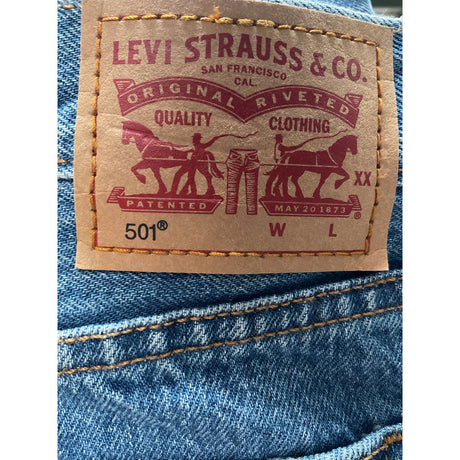 LEVI STRAUSS & CO.
SAN FRANCISCO
CAL.
ORIGINAL RIVETED
QUALITY CLOTHING
XX
PATENTED MAY 20 1873
®
501® W L